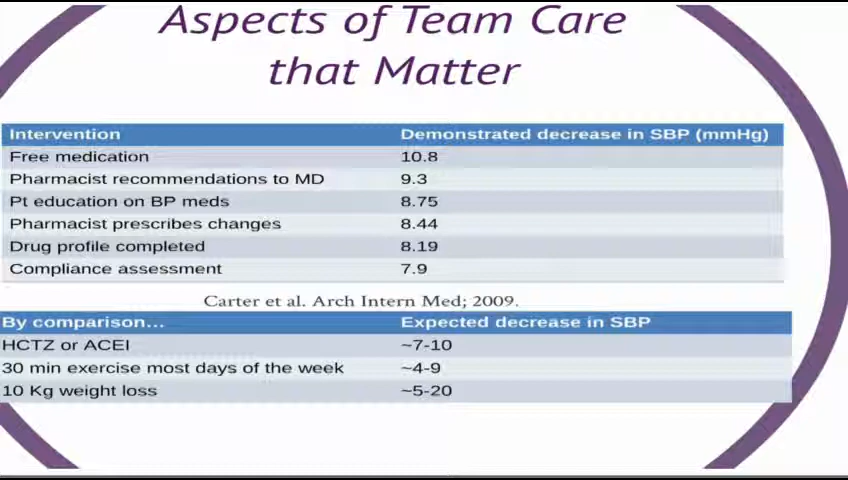 Aspects of Team Care
that Matter
Intervention Demonstrated decrease in SBP (mmHg)
Free medication 10.8
Pharmacist recommendations to MD 9.3
Pt education on BP meds 8.75
Pharmacist prescribes changes 8.44
Drug profile completed 8.19
Compliance assessment 7.9
Carter et al. Arch Intern Med; 2009.
By comparison… Expected decrease in SBP
HCTZ or ACEI ~7-10
30 min exercise most days of the week ~4-9
10 Kg weight loss ~5-20